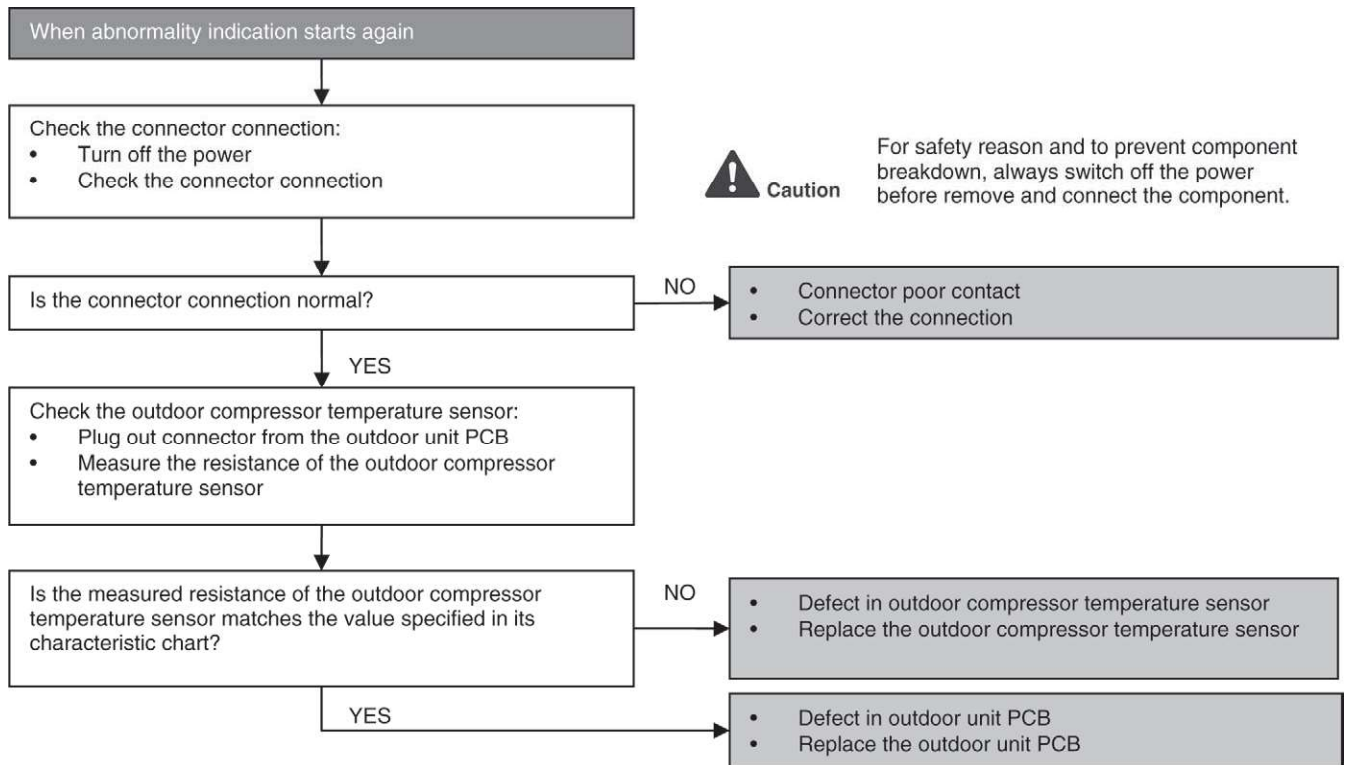 When abnormality indication starts again
Check the connector connection:
• Turn off the power
• Check the connector connection
Caution
For safety reason and to prevent component
breakdown, always switch off the power
before remove and connect the component.
Is the connector connection normal?
NO
• Connector poor contact
• Correct the connection
YES
Check the outdoor compressor temperature sensor:
• Plug out connector from the outdoor unit PCB
• Measure the resistance of the outdoor compressor
temperature sensor
Is the measured resistance of the outdoor compressor
temperature sensor matches the value specified in its
characteristic chart?
NO
• Defect in outdoor compressor temperature sensor
• Replace the outdoor compressor temperature sensor
YES
• Defect in outdoor unit PCB
• Replace the outdoor unit PCB